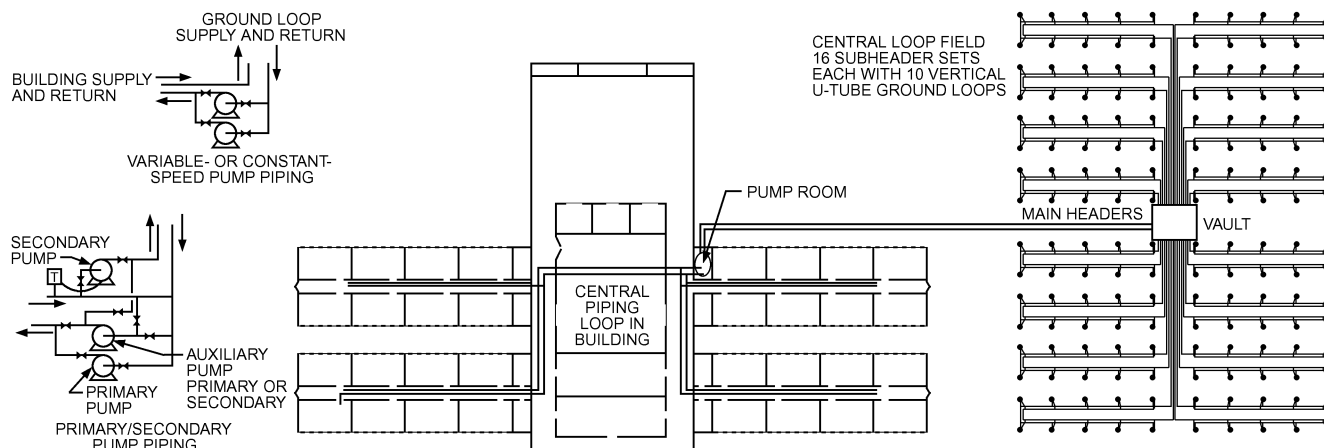 GROUND LOOP
SUPPLY AND RETURN
BUILDING SUPPLY
AND RETURN
VARIABLE- OR CONSTANT-
SPEED PUMP PIPING
SECONDARY
PUMP
T
AUXILIARY
PUMP
PRIMARY OR
SECONDARY
PRIMARY
PUMP
PRIMARY/SECONDARY
PUMP PIPING
CENTRAL
PIPING
LOOP IN
BUILDING
PUMP ROOM
CENTRAL LOOP FIELD
16 SUBHEADER SETS
EACH WITH 10 VERTICAL
U-TUBE GROUND LOOPS
MAIN HEADERS
VAULT